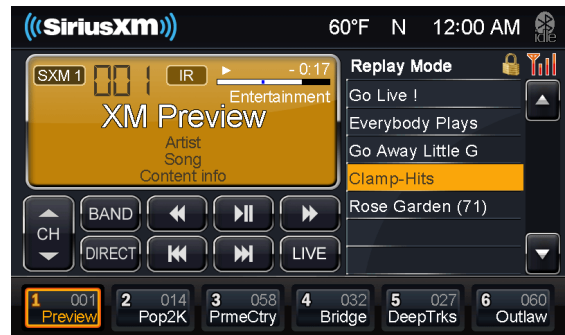 ((SiriusXM)) 60°F N 12:00 AM idle
SXM 1 001 IR - 0:17
Entertainment
XM Preview
Artist
Song
Content info
Replay Mode
Go Live !
Everybody Plays
Go Away Little G
Clamp-Hits
Rose Garden (71)
CH
BAND
DIRECT
LIVE
1 001
Preview
2 014
Pop2K
3 058
PrmeCtry
4 032
Bridge
5 027
DeepTrks
6 060
Outlaw